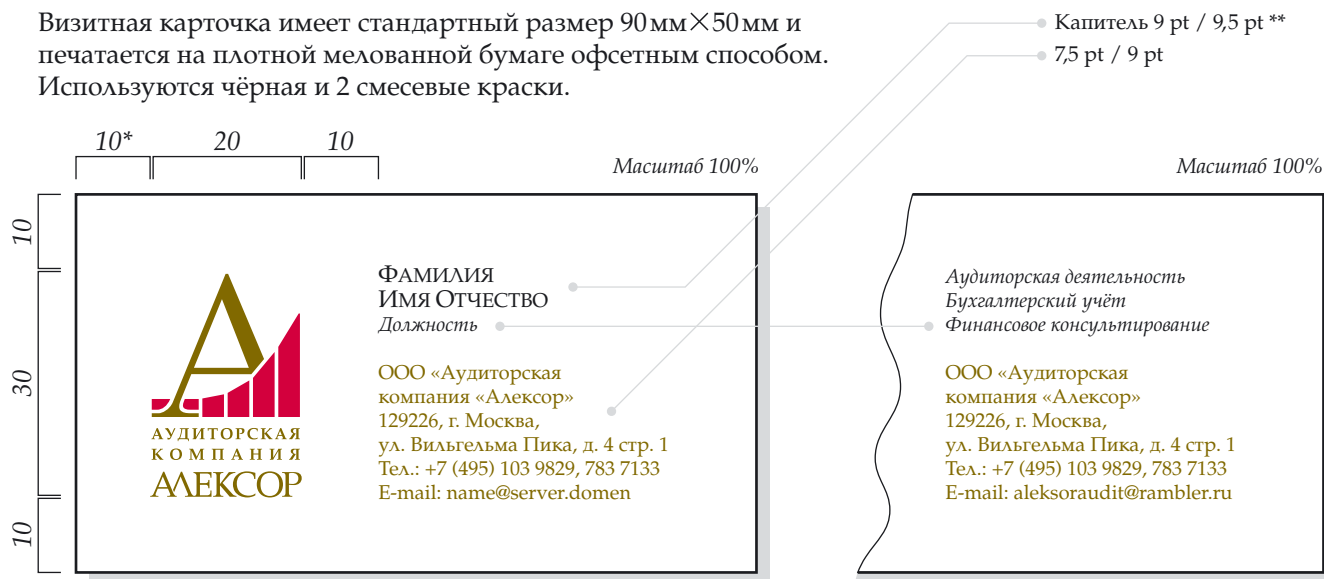 Визитная карточка имеет стандартный размер 90 мм×50 мм и
печатается на плотной мелованной бумаге офсетным способом.
Используются чёрная и 2 смесевые краски.
Капитель 9 pt / 9,5 pt **
7,5 pt / 9 pt
10*
20
10
Масштаб 100%
Масштаб 100%
10
30
10
АУДИТОРСКАЯ
КОМПАНИЯ
АЛЕКСОР
ФАМИЛИЯ
ИМЯ ОТЧЕСТВО
Должность
ООО «Аудиторская
компания «Алексор»
129226, г. Москва,
ул. Вильгельма Пика, д. 4 стр. 1
Тел.: +7 (495) 103 9829, 783 7133
E-mail: name@server.domen
Аудиторская деятельность
Бухгалтерский учёт
Финансовое консультирование
ООО «Аудиторская
компания «Алексор»
129226, г. Москва,
ул. Вильгельма Пика, д. 4 стр. 1
Тел.: +7 (495) 103 9829, 783 7133
E-mail: aleksoraudit@rambler.ru